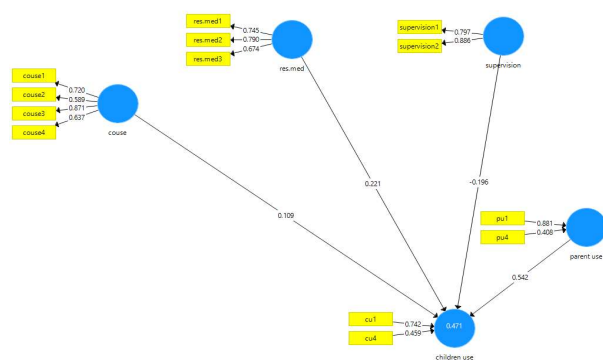 res.med1
0.745
res.med2
0.790
res.med3
0.674
res.med
supervision1
0.797
supervision2
0.886
supervision
couse1
0.720
couse2
0.589
couse3
0.871
couse4
0.637
couse
0.221
-0.196
0.109
pu1
0.881
pu4
0.408
parent use
0.542
cu1
0.742
cu4
0.459
0.471
children use